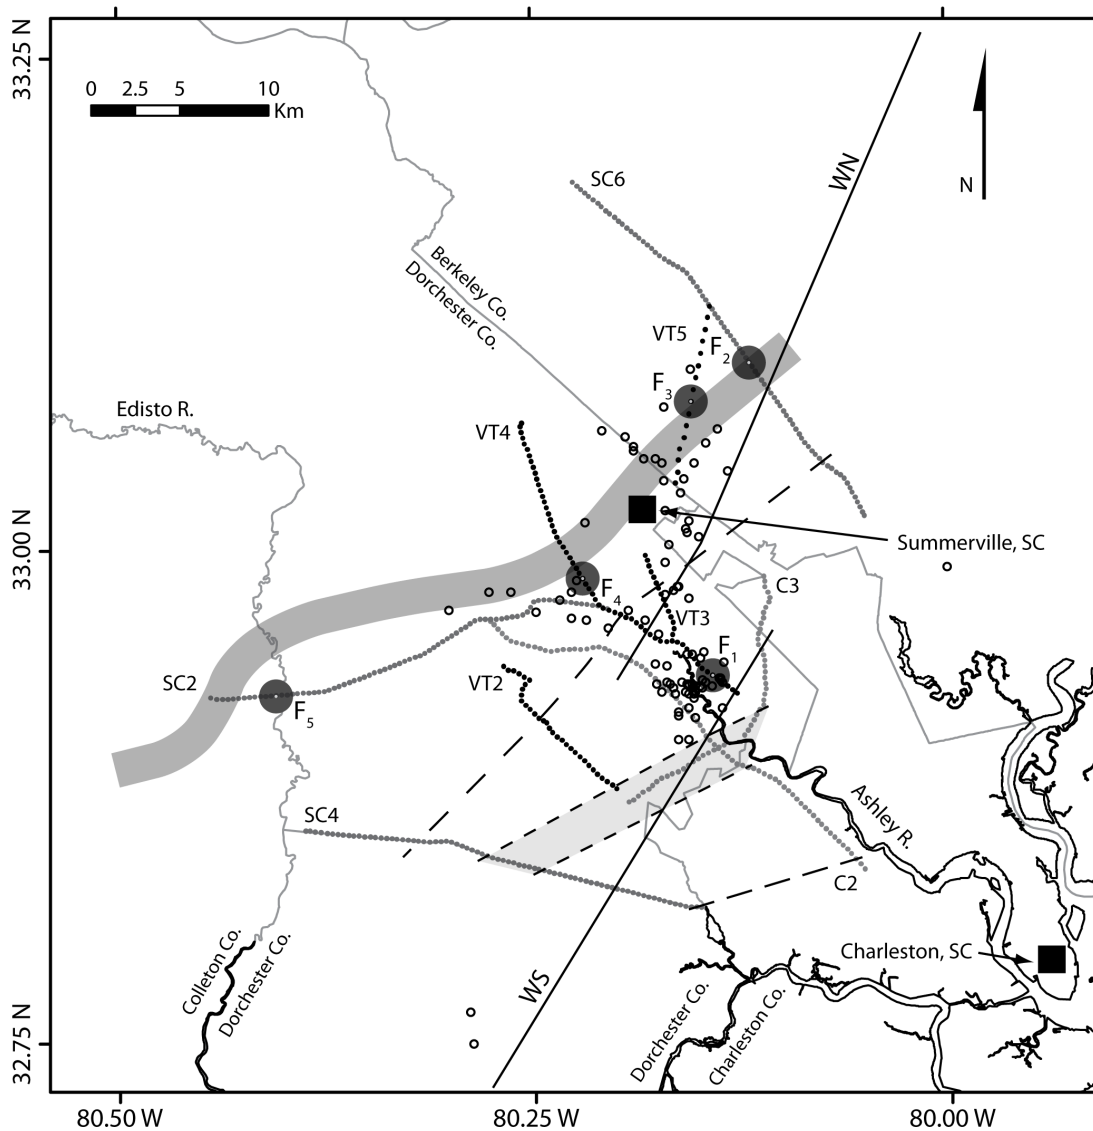 33.25 N
0 2.5 5 10
Km
WN
N
SC6
Berkeley Co.
Dorchester Co.
VT5
F2
F3
Edisto R.
VT4
33.00 N
Summerville, SC
F4
C3
VT3
F1
SC2
VT2
F5
SC4
Ashley R.
C2
Charleston, SC
Colleton Co.
Dorchester Co.
WS
Dorchester Co.
Charleston Co.
32.75 N
80.50 W 80.25 W 80.00 W